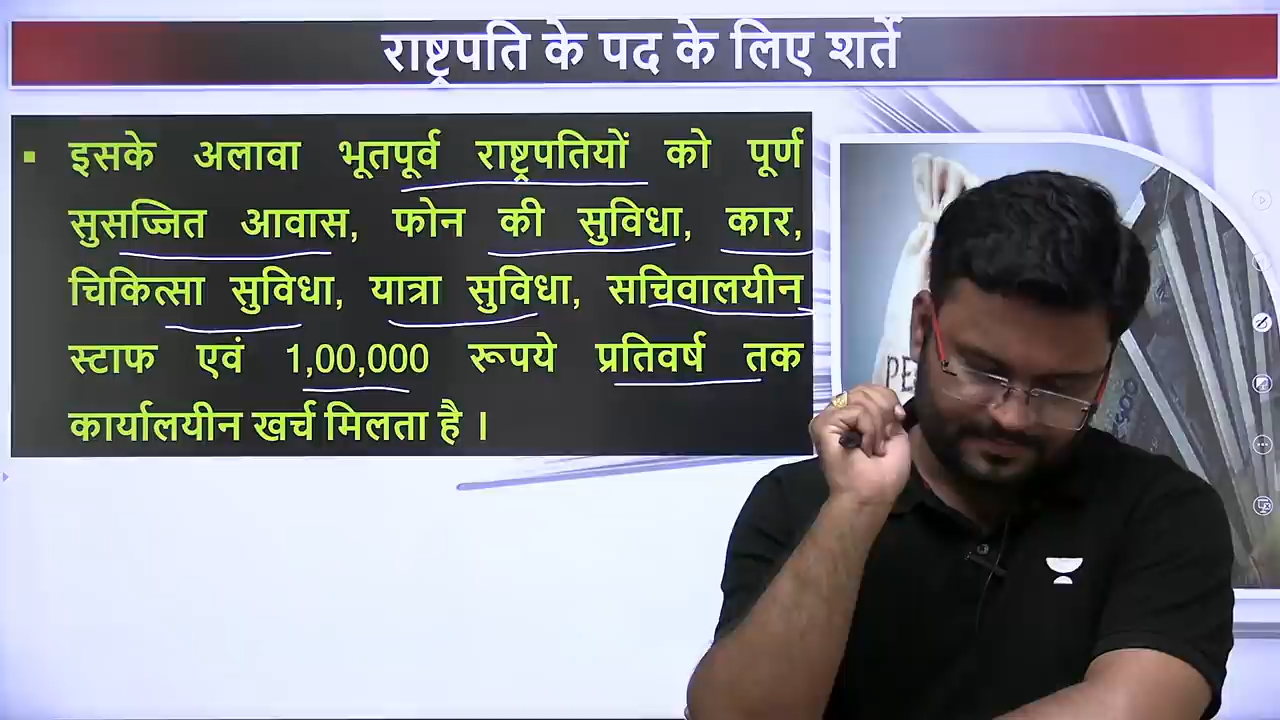 राष्ट्रपति के पद के लिए शर्ते
▪ इसके अलावा भूतपूर्व राष्ट्रपतियों को पूर्ण
सुसज्जित आवास, फोन की सुविधा, कार,
चिकित्सा सुविधा, यात्रा सुविधा, सचिवालयीन
स्टाफ एवं 1,00,000 रूपये प्रतिवर्ष तक
कार्यालयीन खर्च मिलता है ।